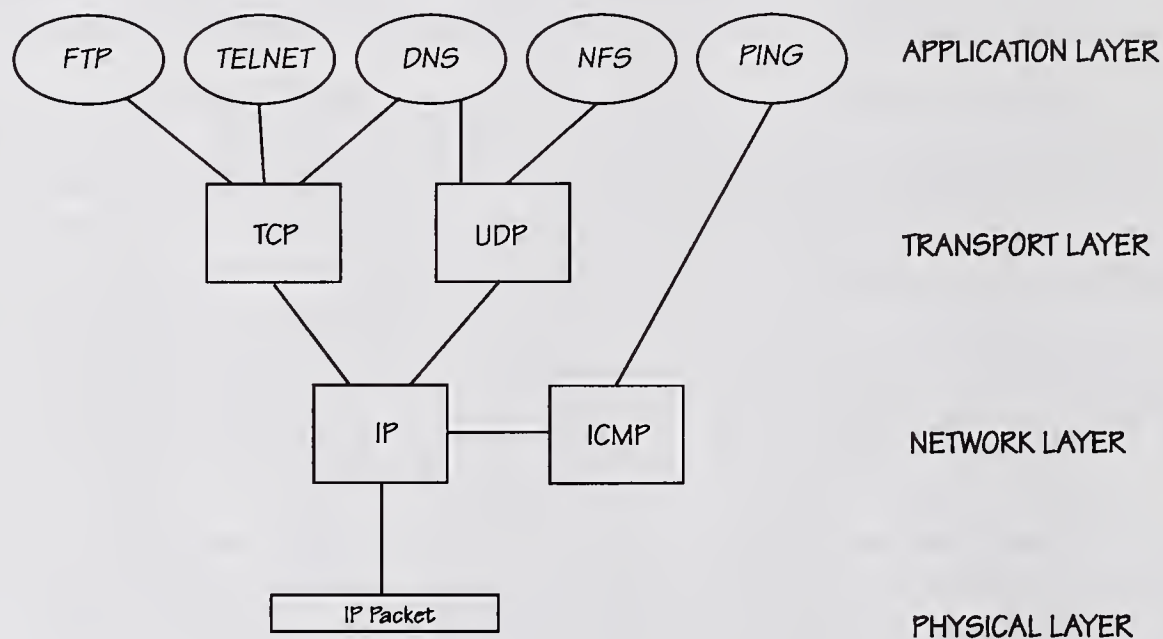 FTP TELNET DNS NFS PING APPLICATION LAYER
TCP UDP TRANSPORT LAYER
IP ICMP NETWORK LAYER
IP Packet PHYSICAL LAYER